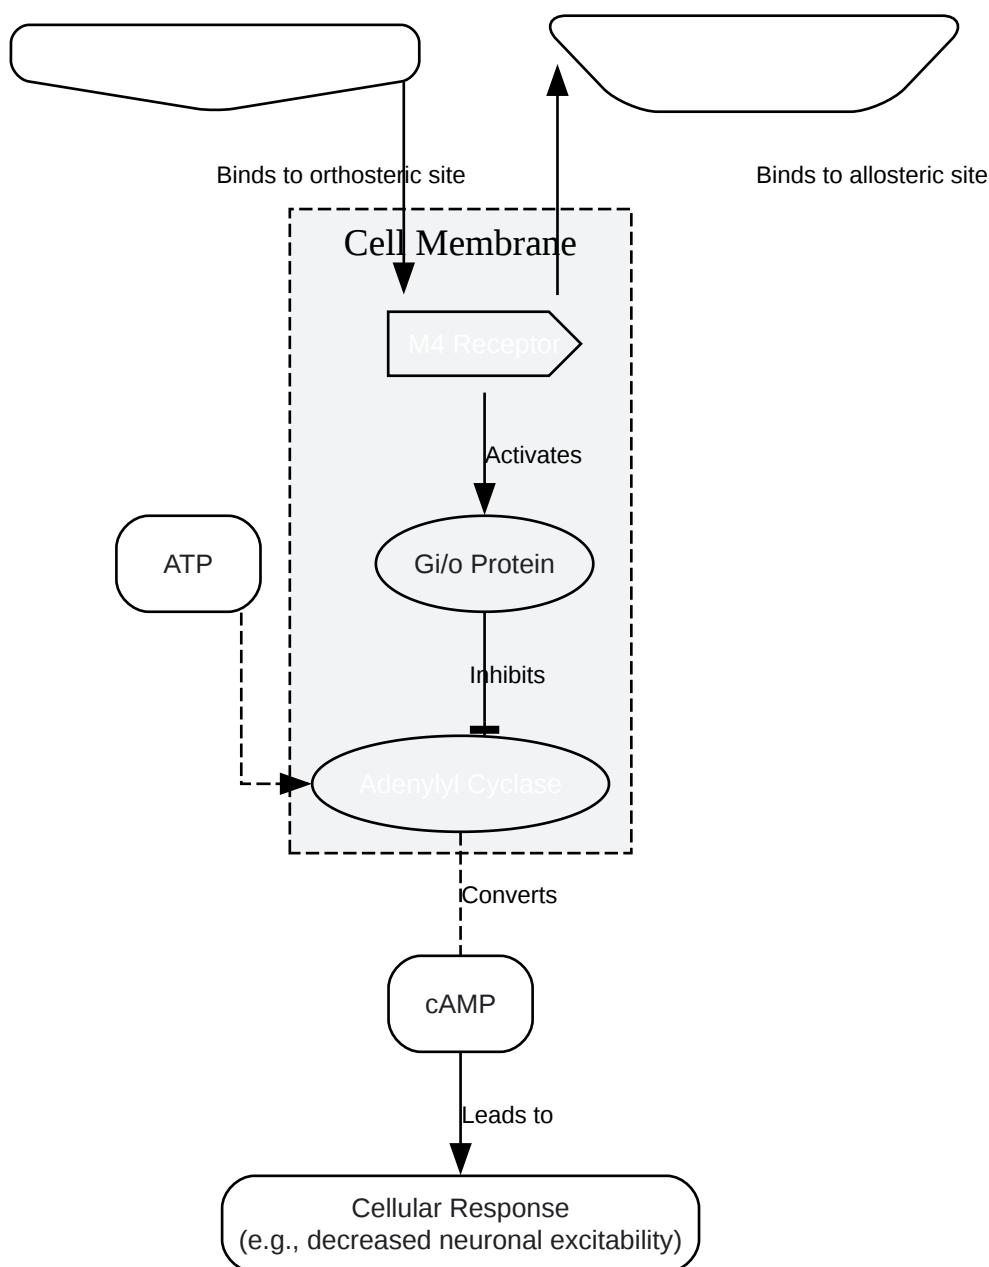 Binds to orthosteric site
Binds to allosteric site
Cell Membrane
M4 Receptor
Activates
ATP
Gi/o Protein
Inhibits
Adenylyl Cyclase
Converts
cAMP
Leads to
Cellular Response
(e.g., decreased neuronal excitability)